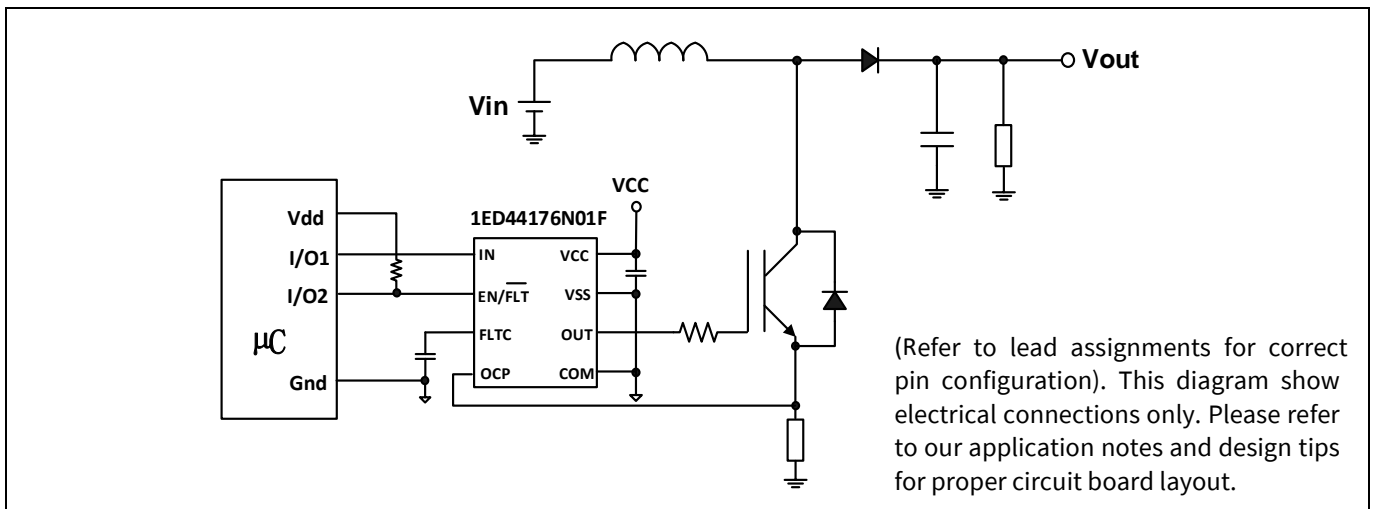 Vout
Vin
VCC
1ED44176N01F
Vdd
I/O1
I/O2
μC
Gnd
IN
EN/FLT
FLTC
OCP
VCC
VSS
OUT
COM
(Refer to lead assignments for correct
pin configuration). This diagram show
electrical connections only. Please refer
to our application notes and design tips
for proper circuit board layout.